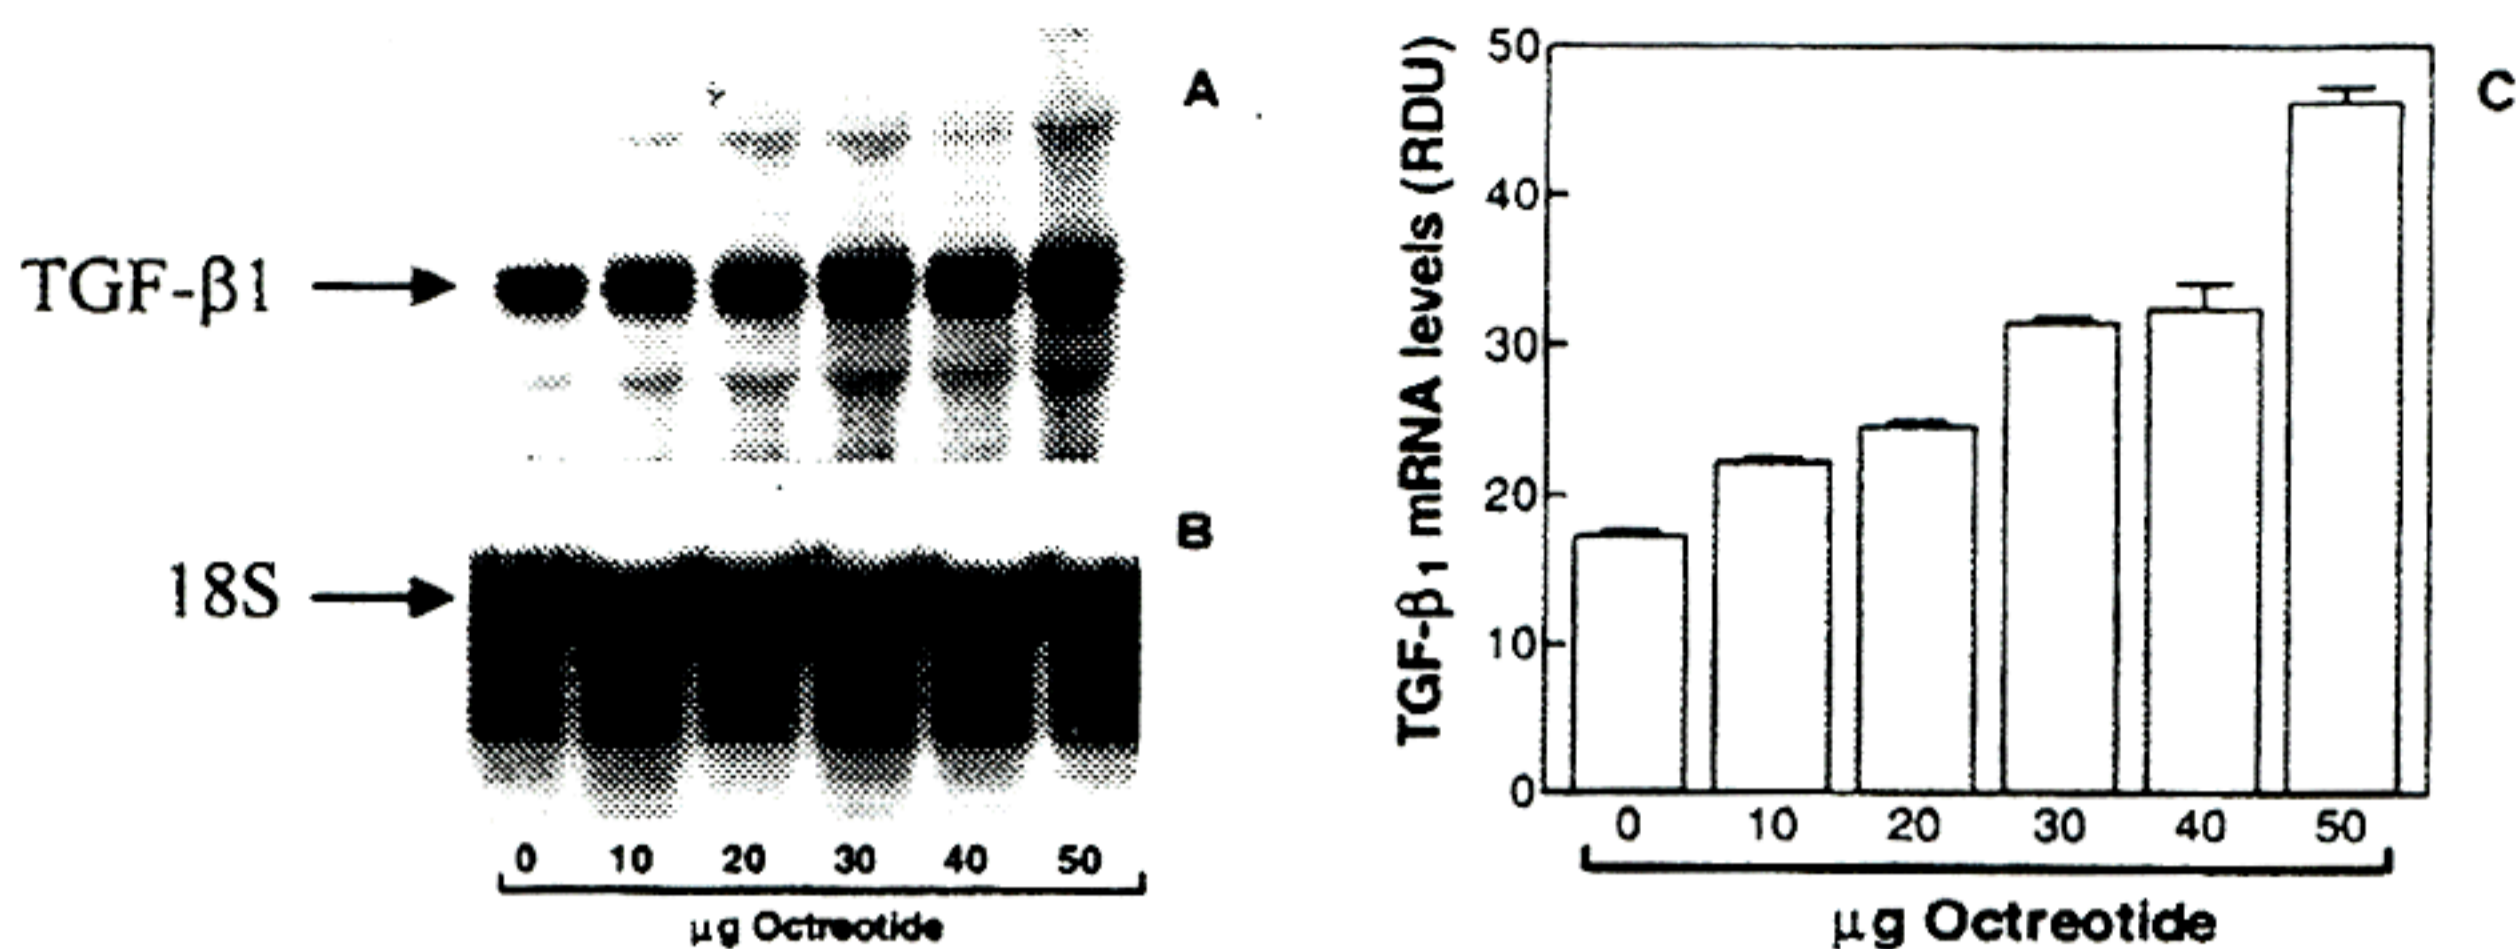 A
TGF-β1
B
18S
0 10 20 30 40 50
μg Octreotide
C
TGF-β1 mRNA levels (RDU)
50
40
30
20
10
0
0 10 20 30 40 50
μg Octreotide